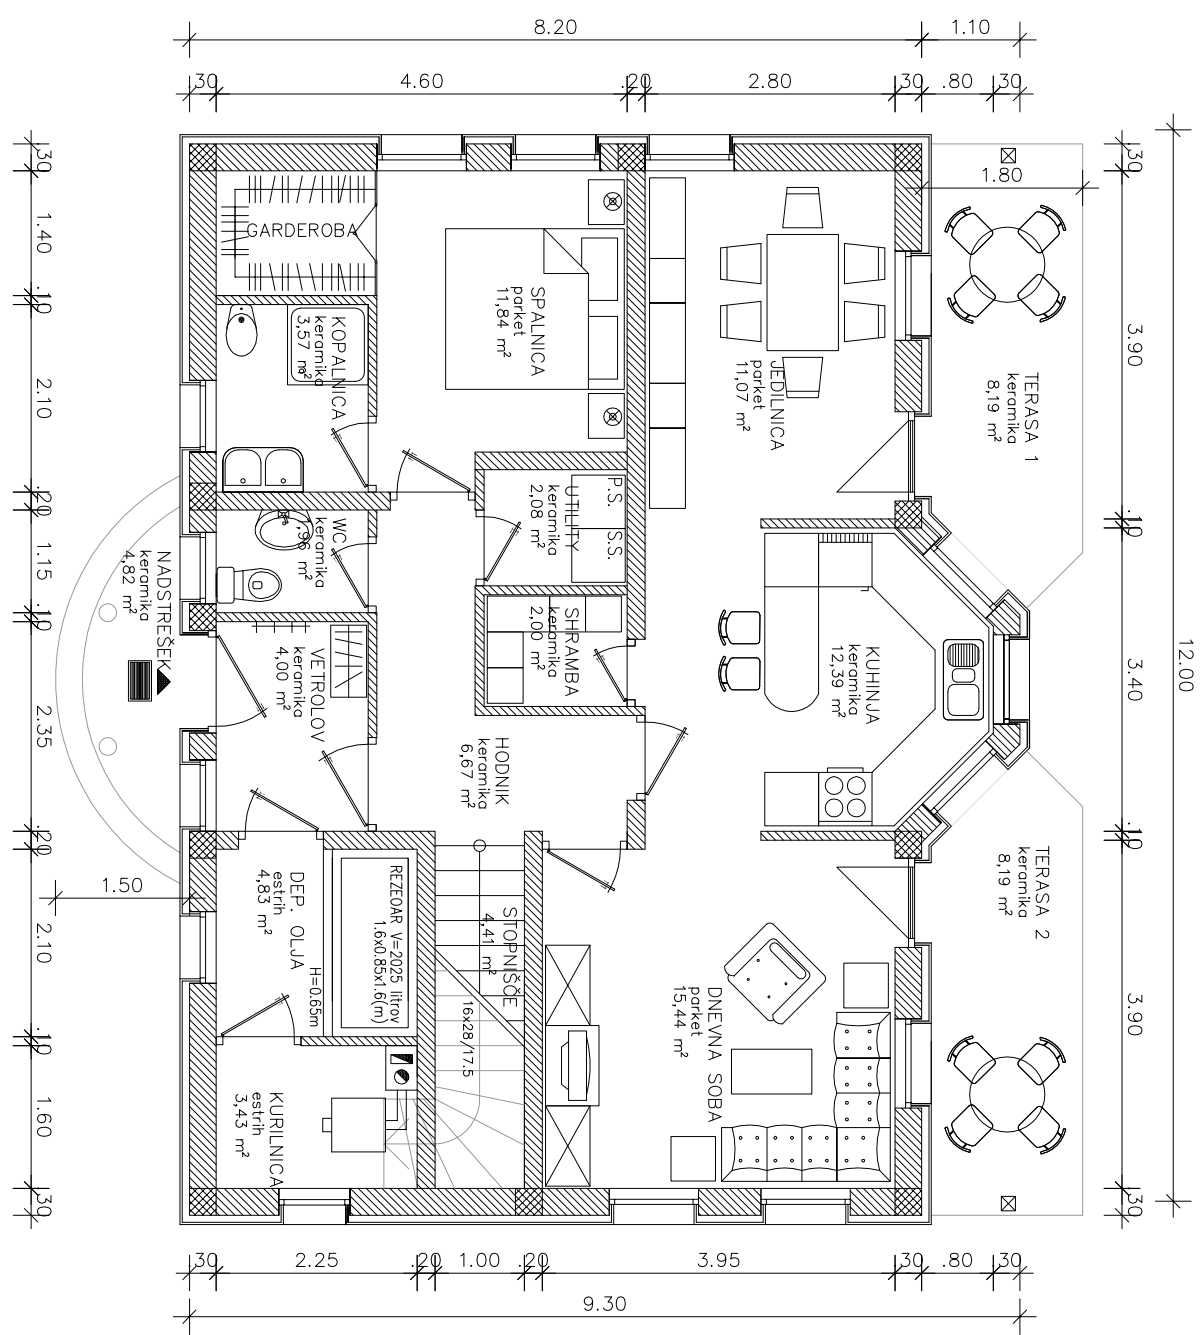 8.20
1.10
.30
4.60
.20
2.80
.30
.80
.30
.30
1.40
.10
2.10
.20
1.15
.10
2.35
.20
2.10
.10
1.60
.30
GARDEROBA
KOPALNICA
keramika
3,57 m²
SPALNICA
parket
11,84 m²
JEDILNICA
parket
11,07 m²
1.80
TERASA 1
keramika
8,19 m²
.30
3.90
.10
3.40
.10
3.90
.30
12.00
WC
keramika
1,96 m²
UTILITY
keramika
2,08 m²
P.S.
S.S.
SHRAMBA
keramika
2,00 m²
NADSTREŠEK
keramika
4,82 m²
VETROLOV
keramika
4,00 m²
HODNIK
keramika
6,67 m²
KUHINJA
keramika
12,39 m²
1.50
DEP. OLJA
estrih
4,83 m²
REZEOAR V=2025 litrov
1.6x0.85x1.6(m)
H=0.65m
STOPNIŠČE
4,41 m²
16x28/17.5
DNEVNA SOBA
parket
15,44 m²
TERASA 2
keramika
8,19 m²
KURILNICA
estrih
3,43 m²
.30
2.25
.20
1.00
.20
3.95
.30
.80
.30
9.30